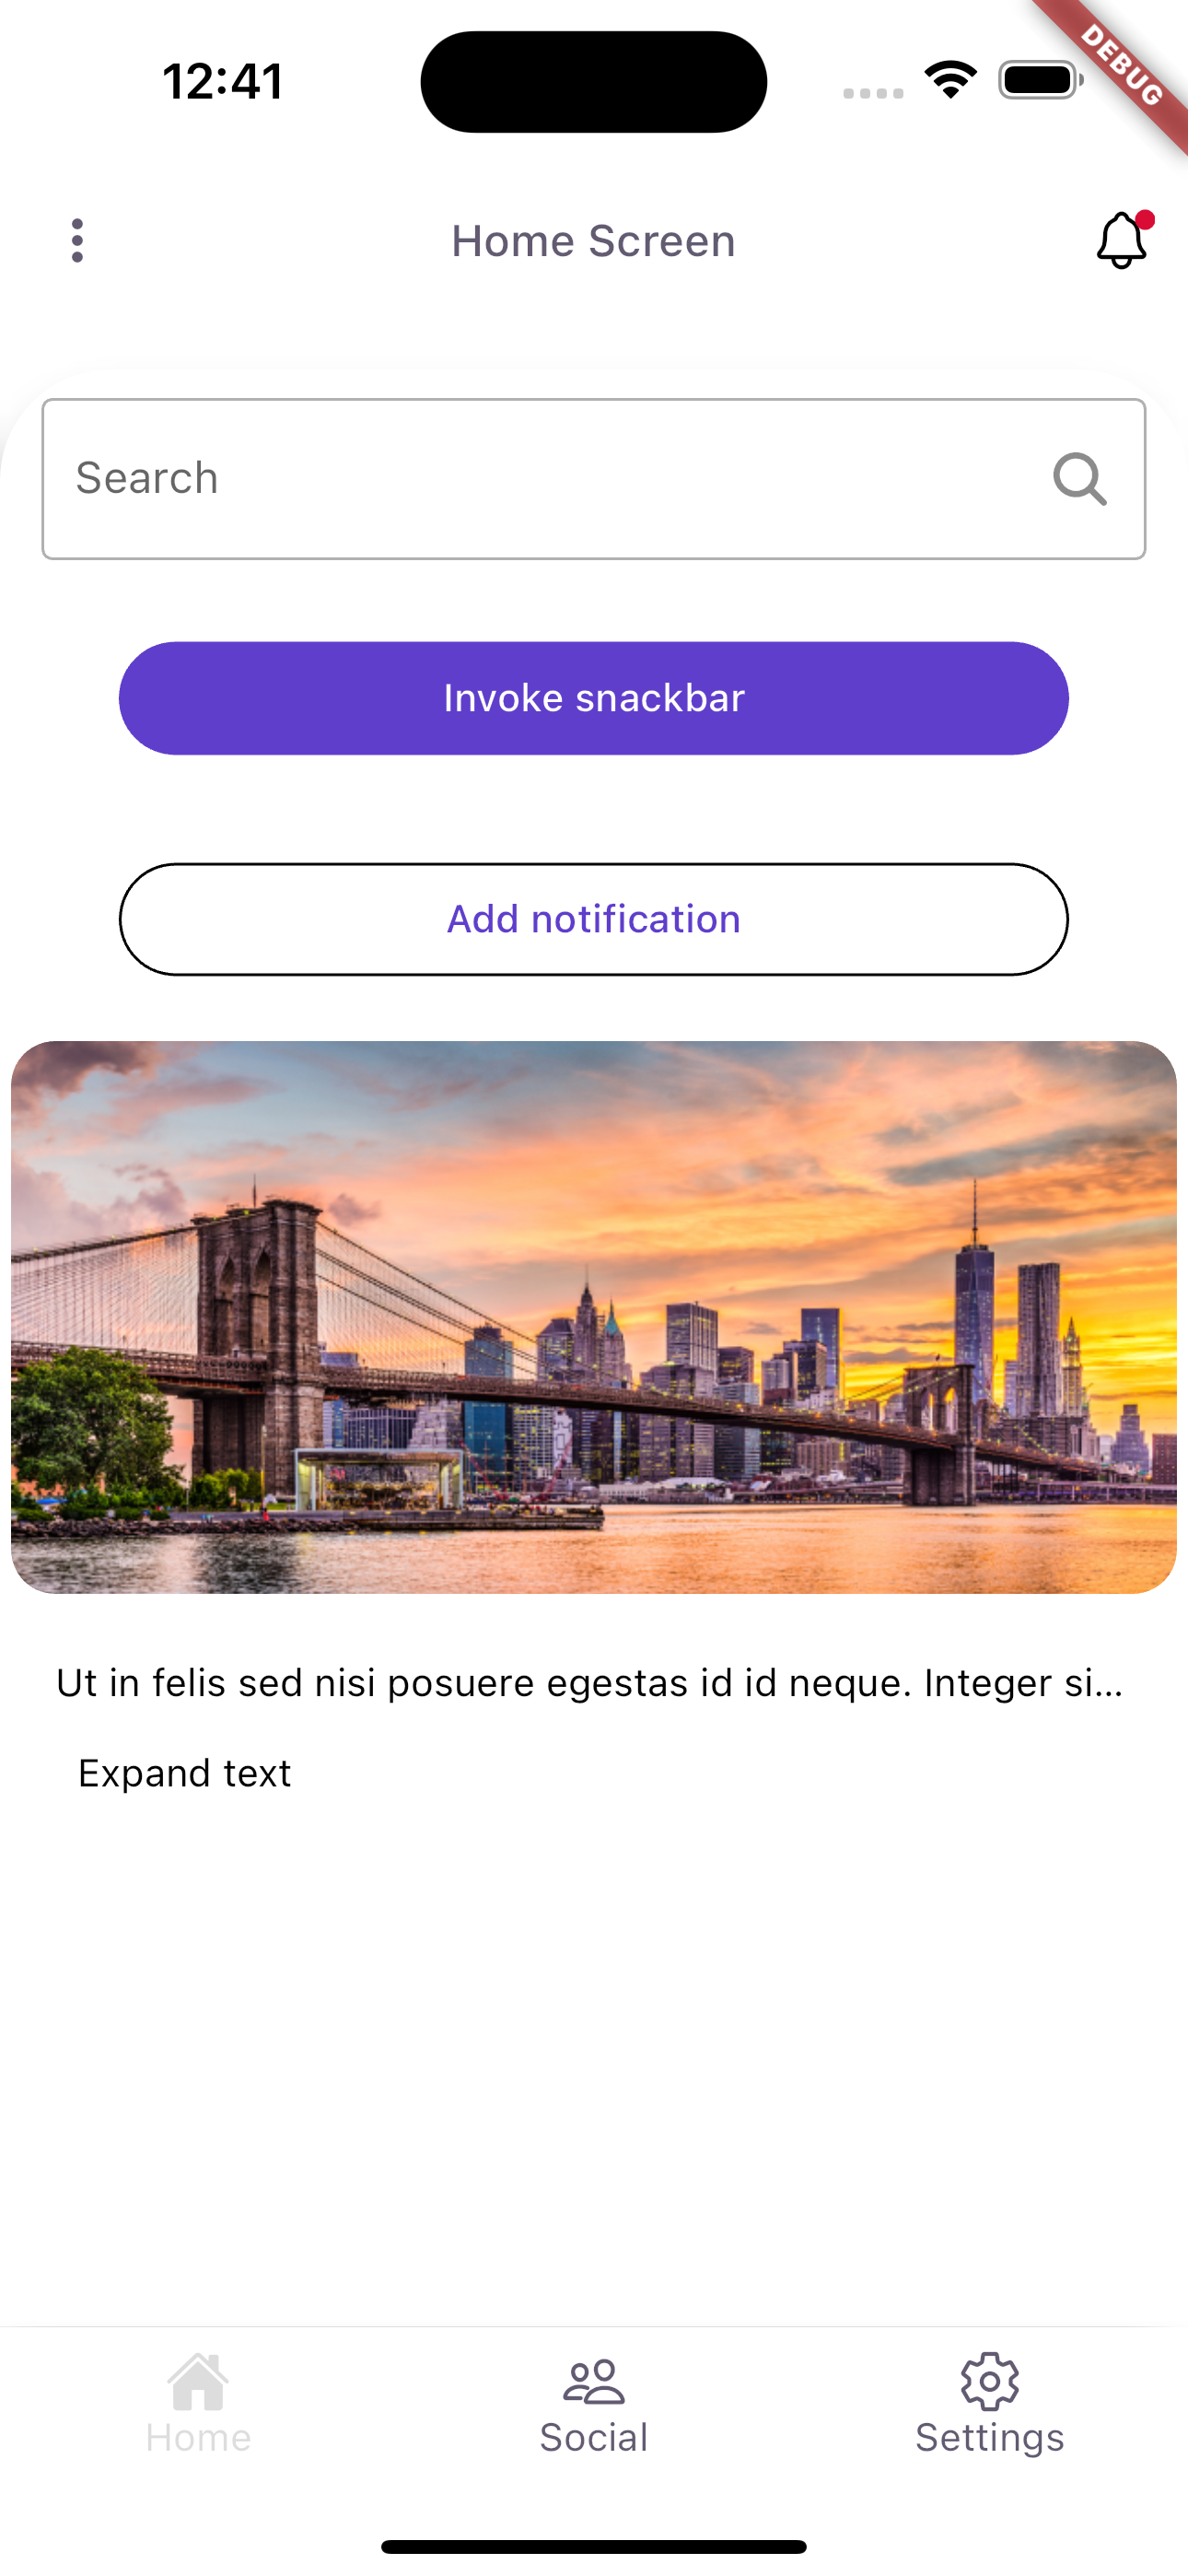 12:41
DEBUG
Home Screen
Search
Invoke snackbar
Add notification
Ut in felis sed nisi posuere egestas id id neque. Integer si...
Expand text
Home
Social
Settings